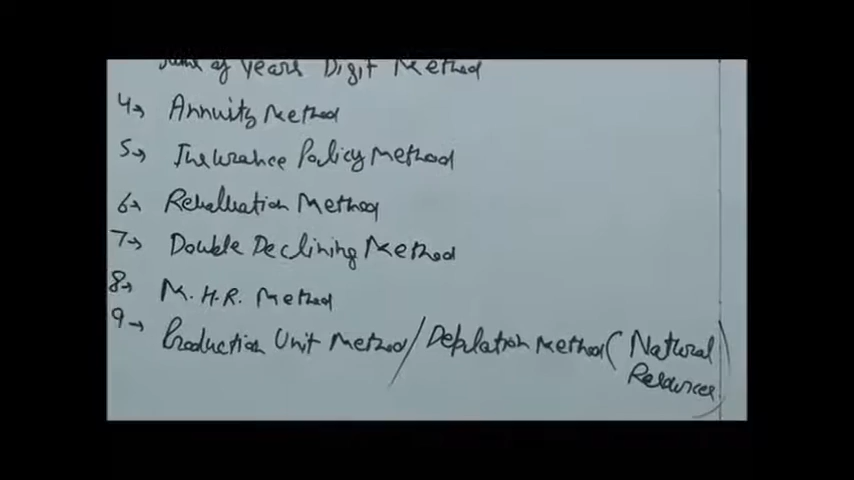 Sum of Years Digit Method
4→ Annuity Method
5→ Insurance Policy Method
6→ Revaluation Method
7→ Double Declining Method
8→ M.H.R. Method
9→ Production Unit Method / Deplation Method ( Natural
Resources )